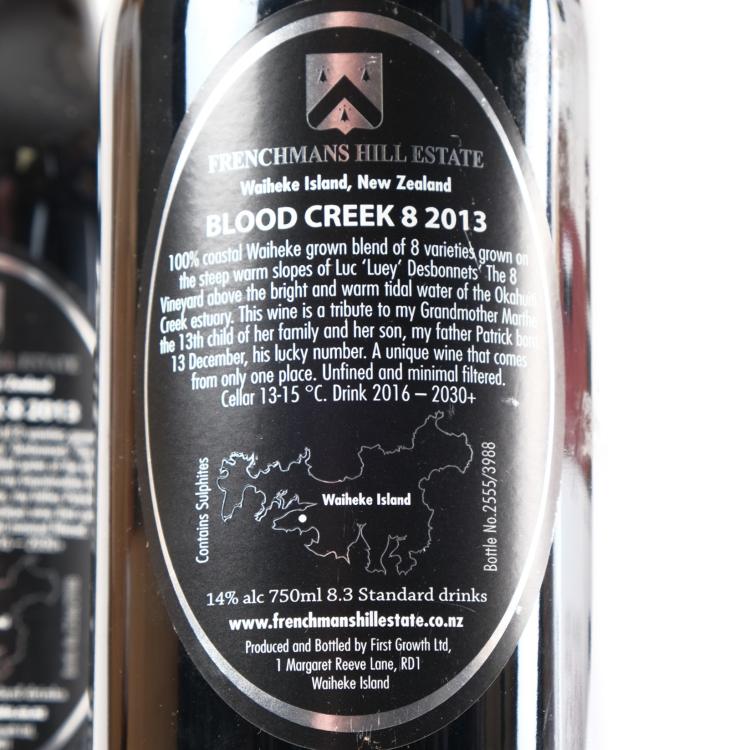 FRENCHMANS HILL ESTATE
Waiheke Island, New Zealand
BLOOD CREEK 8 2013
100% coastal Waiheke grown blend of 8 varieties grown on
the steep warm slopes of Luc 'Luey' Desbonnets' The 8
Vineyard above the bright and warm tidal water of the
Creek estuary. This wine is a tribute to my Grandmother Marthe
the 13th child of her family and her son, my father Patrick born
13 December, his lucky number. A unique wine that comes
from only one place. Unfined and minimal filtered.
Cellar 13-15 °C. Drink 2016 – 2030+
Contains Sulphites
Waiheke Island
Bottle No.2555/3988
14% alc 750ml 8.3 Standard drinks
www.frenchmanshillestate.co.nz
Produced and Bottled by First Growth Ltd,
1 Margaret Reeve Lane, RD1
Waiheke Island